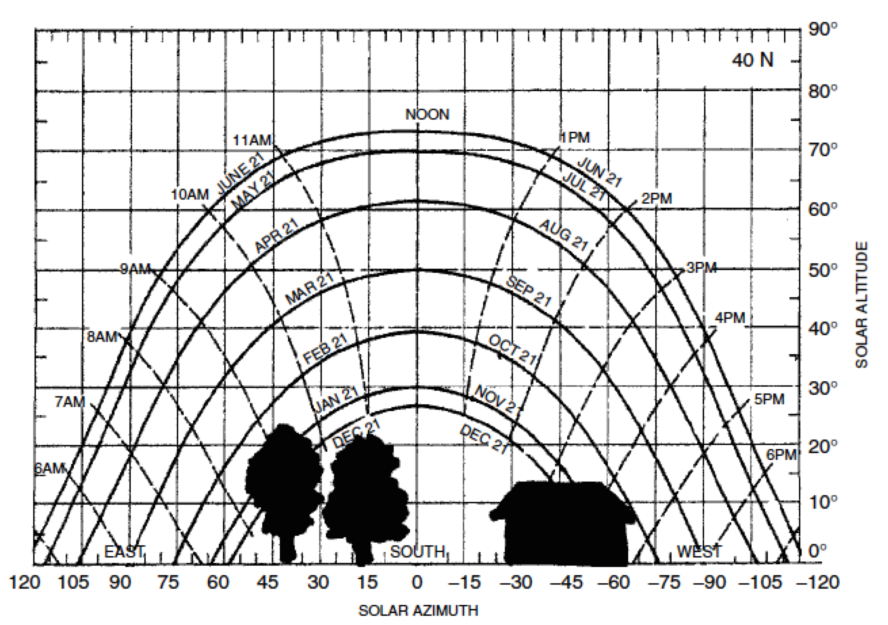 90°
40 N
80°
NOON
11AM
1PM
70°
JUNE 21
JUN 21
MAY 21
JUL 21
10AM
2PM
60°
APR 21
AUG 21
9AM
3PM
50°
MAR 21
SEP 21
4PM
8AM
40°
FEB 21
OCT 21
SOLAR ALTITUDE
JAN 21
NOV 21
30°
7AM
5PM
DEC 21
DEC 21
20°
6AM
6PM
10°
EAST
SOUTH
WEST
0°
120 105 90 75 60 45 30 15 0 –15 –30 –45 –60 –75 –90 –105 –120
SOLAR AZIMUTH